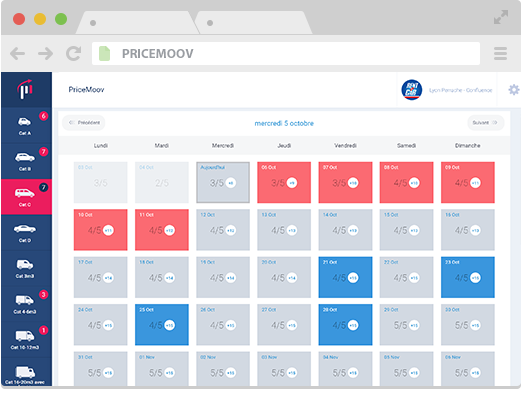 PRICEMOOV
PriceMoov
RENT A CAR
Lyon Perrache - Confluence
Précédent
mercredi 5 octobre
Suivant
Lundi Mardi Mercredi Jeudi Vendredi Samedi Dimanche
03 Oct 04 Oct Aujourd'hui 06 Oct 07 Oct 08 Oct 09 Oct
3/5 2/5 3/5 3/5 3/5 4/5 4/5
10 Oct 11 Oct 12 Oct 13 Oct 14 Oct 15 Oct 16 Oct
4/5 4/5 4/5 4/5 4/5 4/5 4/5
17 Oct 18 Oct 19 Oct 20 Oct 21 Oct 22 Oct 23 Oct
4/5 4/5 4/5 4/5 4/5 4/5 4/5
24 Oct 25 Oct 26 Oct 27 Oct 28 Oct 29 Oct 30 Oct
4/5 4/5 4/5 4/5 4/5 5/5 5/5
31 Oct 01 Nov 02 Nov 03 Nov 04 Nov 05 Nov 06 Nov
5/5 5/5 5/5 5/5 5/5 5/5 5/5
6
Cat A
7
Cat B
7
Cat C
Cat D
Cat 3m3
3
Cat 4-6m3
1
Cat 10-12m3
Cat 16-20m3 avec